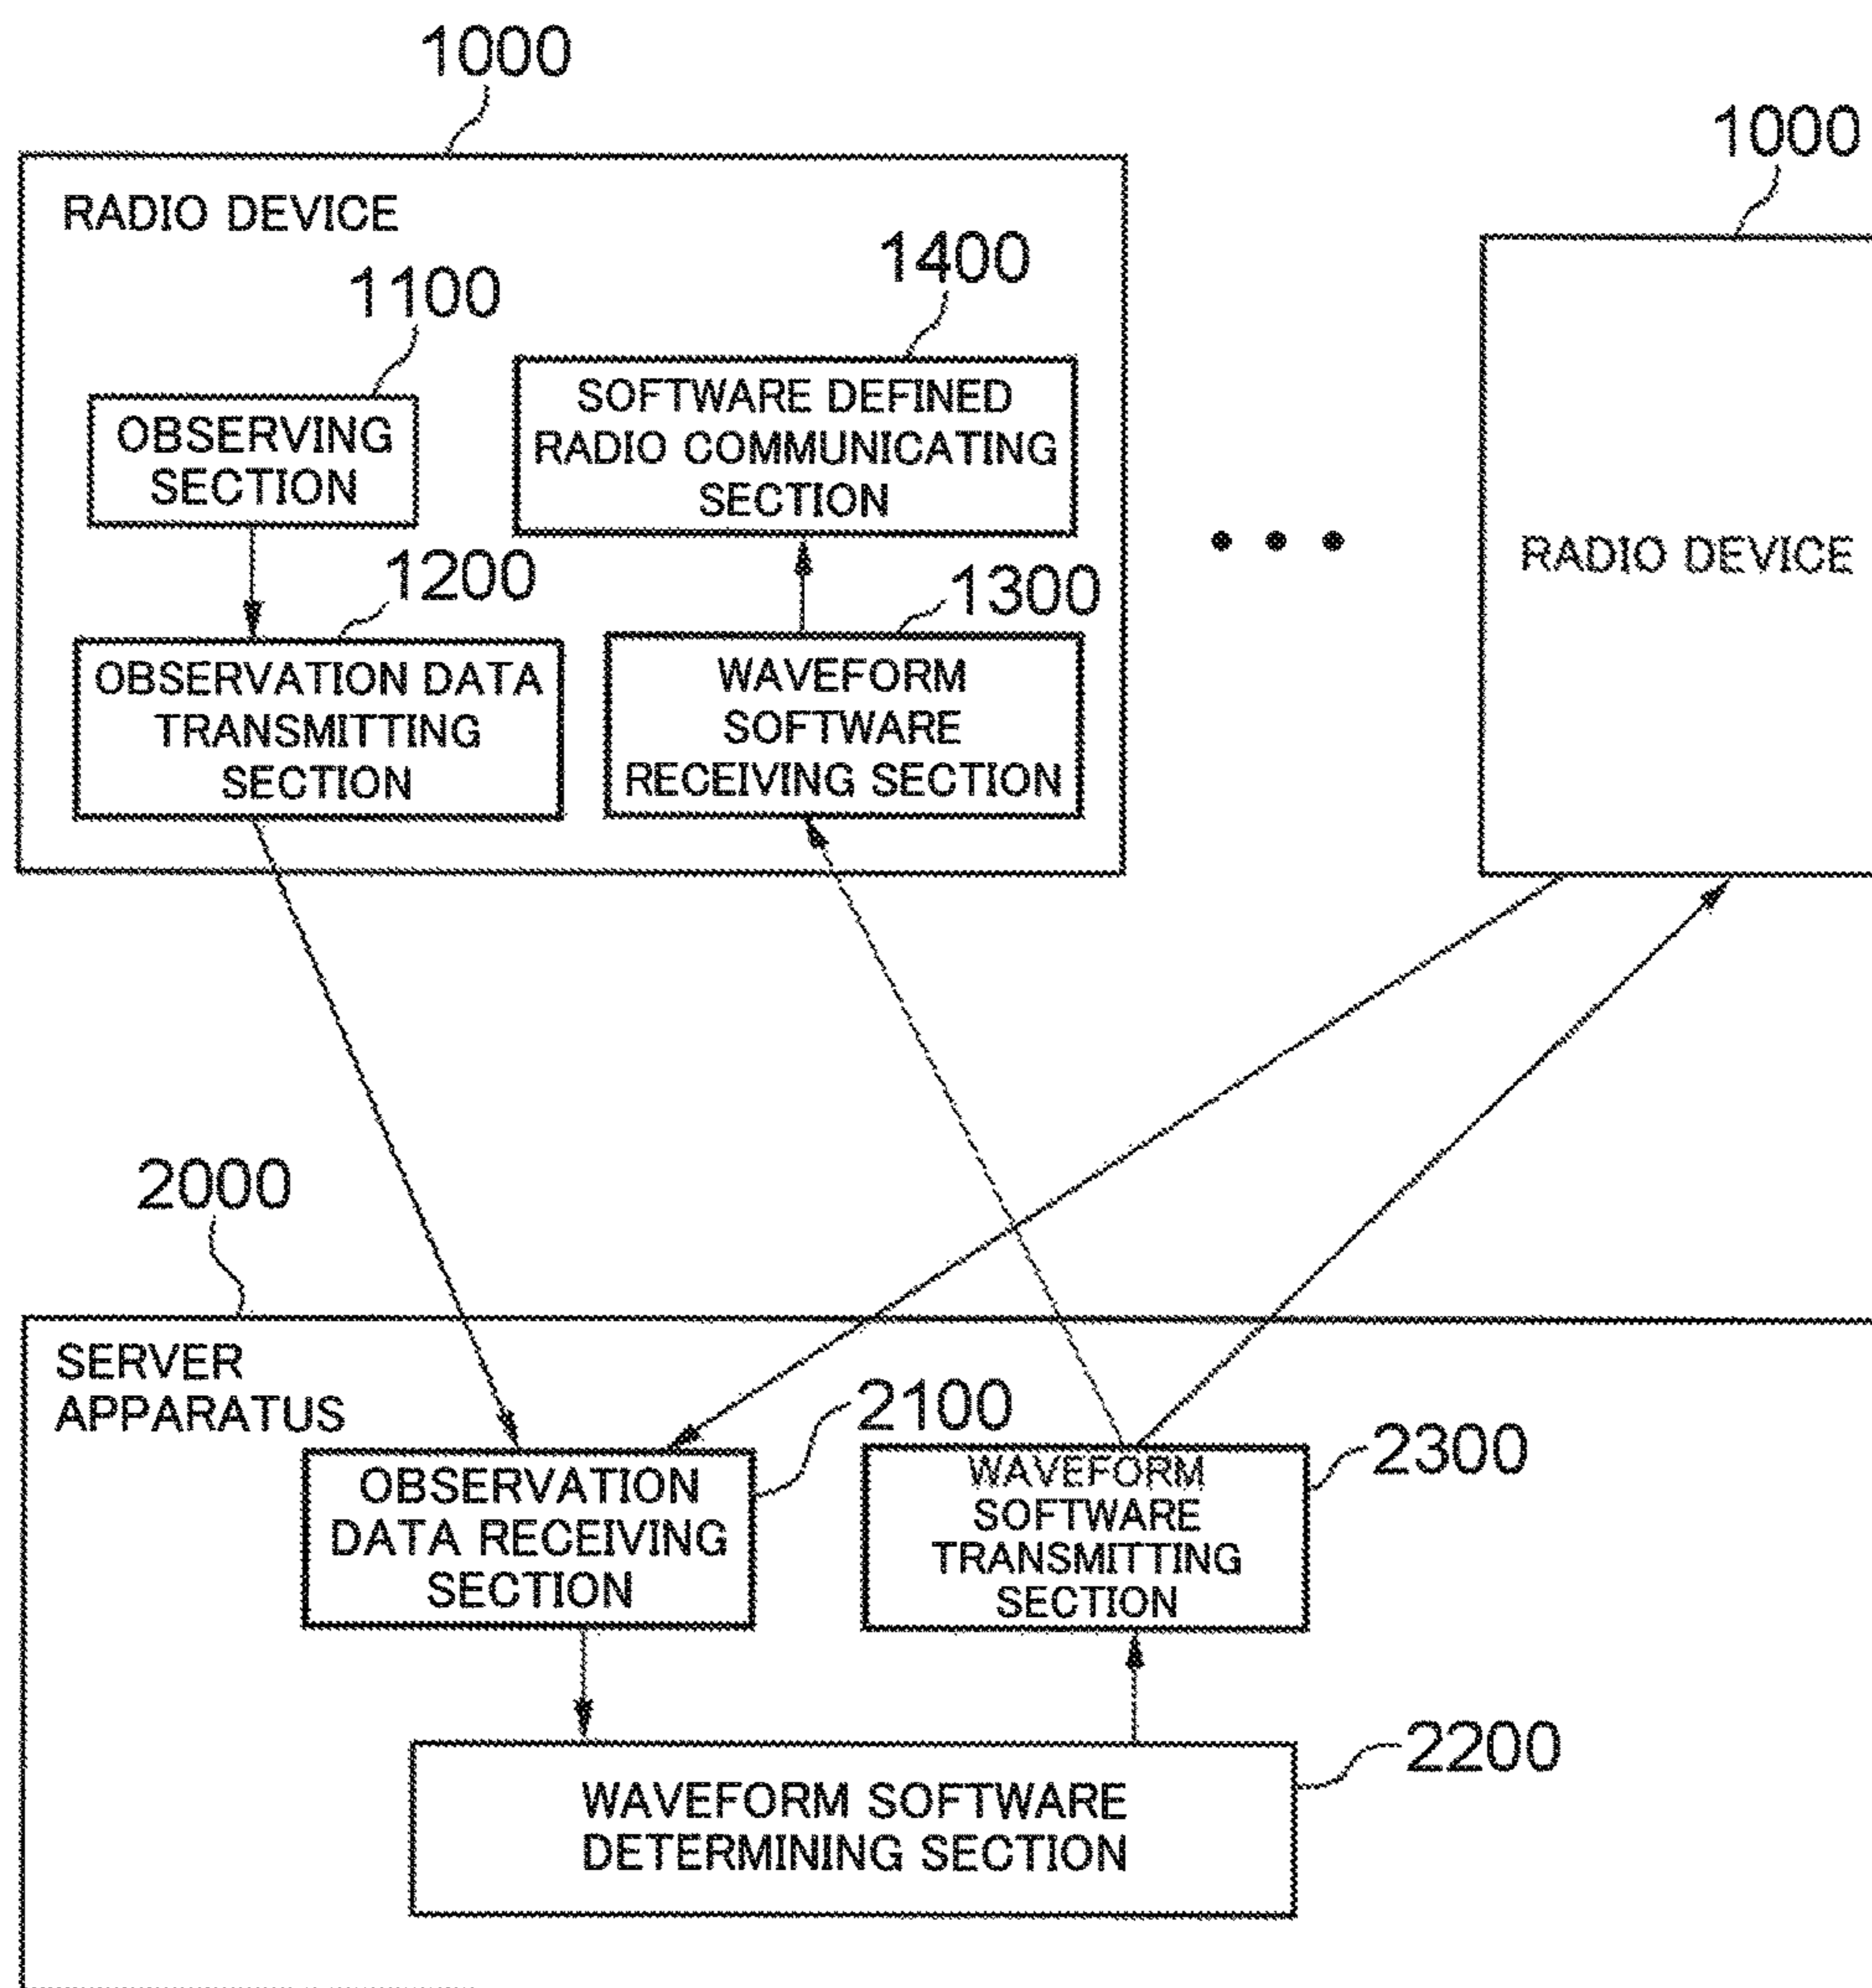 1000
1000
RADIO DEVICE
1400
1100
SOFTWARE DEFINED
RADIO COMMUNICATING
SECTION
OBSERVING
SECTION
RADIO DEVICE
1200
1300
OBSERVATION DATA
TRANSMITTING
SECTION
WAVEFORM
SOFTWARE
RECEIVING SECTION
2000
SERVER
APPARATUS
2100
2300
OBSERVATION
DATA RECEIVING
SECTION
WAVEFORM
SOFTWARE
TRANSMITTING
SECTION
2200
WAVEFORM SOFTWARE
DETERMINING SECTION